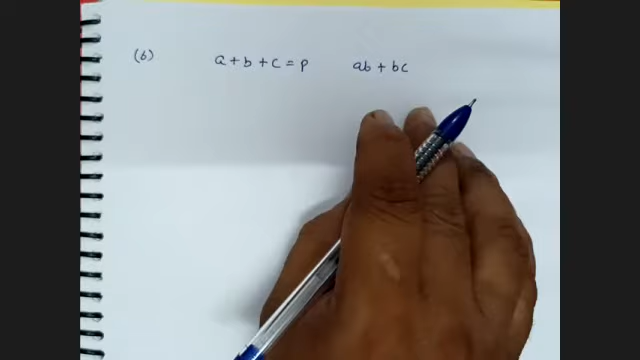 (6) a + b + c = p ab + bc